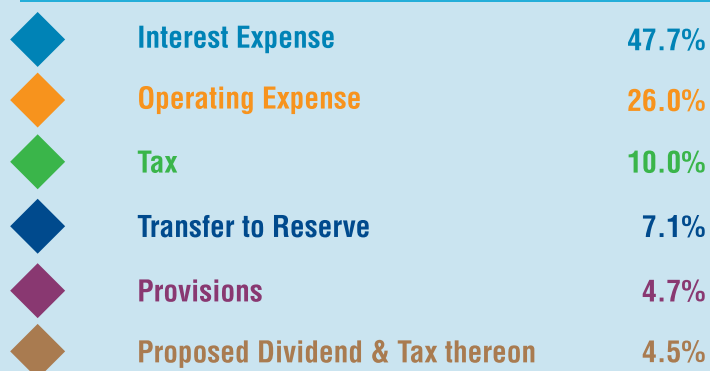 Interest Expense 47.7%
Operating Expense 26.0%
Tax 10.0%
Transfer to Reserve 7.1%
Provisions 4.7%
Proposed Dividend & Tax thereon 4.5%